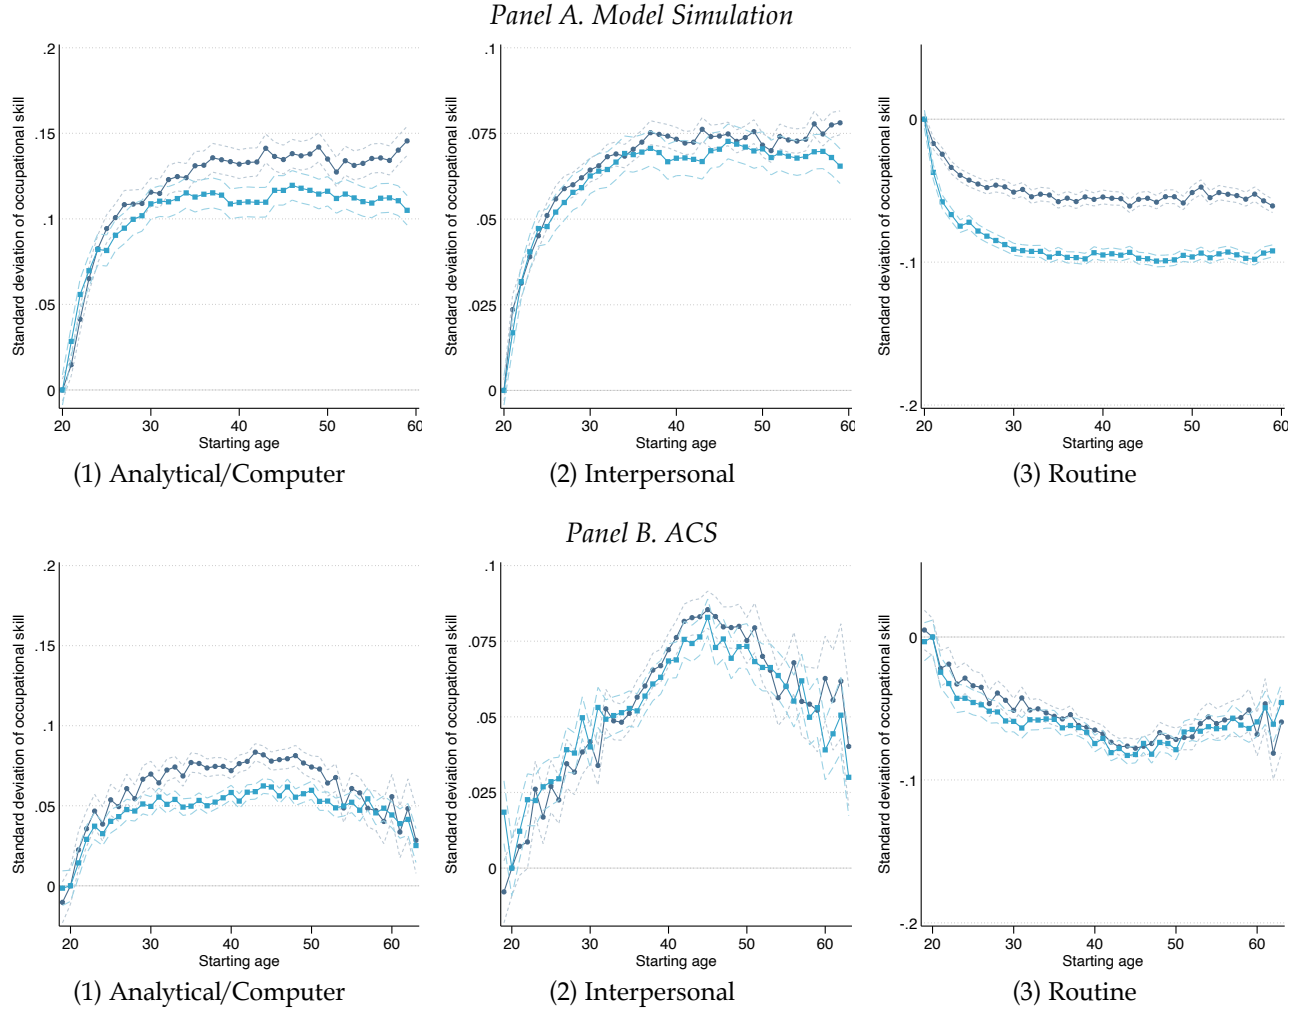 Panel A. Model Simulation
Standard deviation of occupational skill
.2
.15
.1
.05
0
20 30 40 50 60
Starting age
(1) Analytical/Computer
Standard deviation of occupational skill
.1
.075
.05
.025
0
20 30 40 50 60
Starting age
(2) Interpersonal
Standard deviation of occupational skill
0
-.1
-.2
20 30 40 50 60
Starting age
(3) Routine
Panel B. ACS
Standard deviation of occupational skill
.2
.15
.1
.05
0
20 30 40 50 60
Starting age
(1) Analytical/Computer
Standard deviation of occupational skill
.1
.075
.05
.025
0
20 30 40 50 60
Starting age
(2) Interpersonal
Standard deviation of occupational skill
0
-.1
-.2
20 30 40 50 60
Starting age
(3) Routine